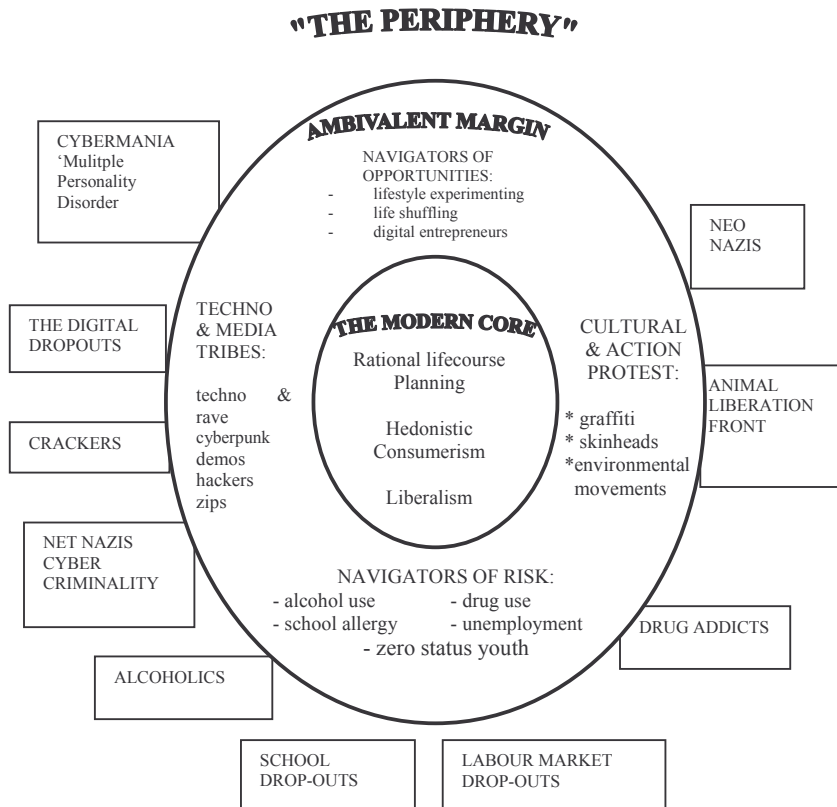 "THE PERIPHERY"
AMBIVALENT MARGIN
NAVIGATORS OF
OPPORTUNITIES:
- lifestyle experimenting
- life shuffling
- digital entrepreneurs
CYBERMANIA
‘Mulitple
Personality
Disorder
NEO
NAZIS
THE DIGITAL
DROPOUTS
TECHNO
& MEDIA
TRIBES:
techno &
rave
cyberpunk
demos
hackers
zips
THE MODERN CORE
Rational lifecourse
Planning
Hedonistic
Consumerism
Liberalism
CULTURAL
& ACTION
PROTEST:
* graffiti
* skinheads
*environmental
movements
ANIMAL
LIBERATION
FRONT
CRACKERS
NET NAZIS
CYBER
CRIMINALITY
NAVIGATORS OF RISK:
- alcohol use - drug use
- school allergy - unemployment
- zero status youth
DRUG ADDICTS
ALCOHOLICS
SCHOOL
DROP-OUTS
LABOUR MARKET
DROP-OUTS